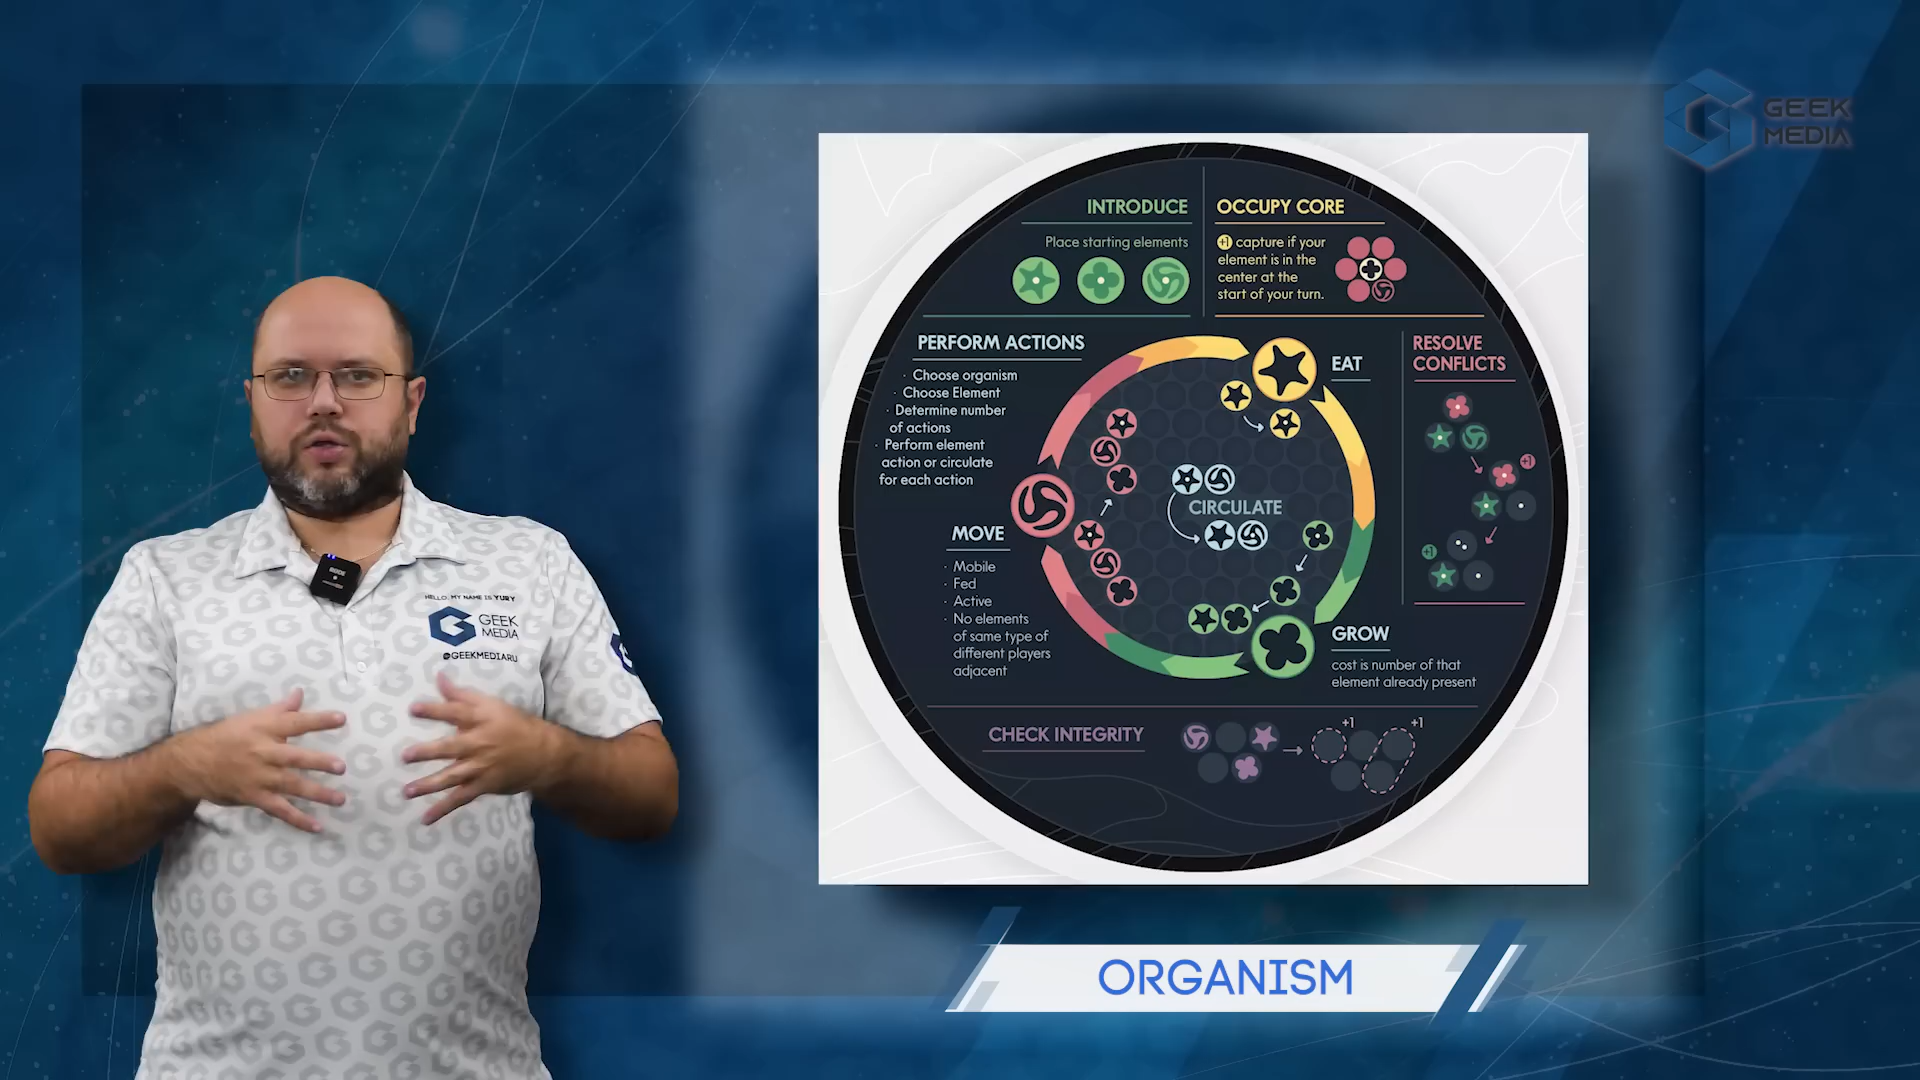 GEEK
MEDIA
INTRODUCE
Place starting elements
OCCUPY CORE
+1 capture if your
element is in the
center at the
start of your turn.
PERFORM ACTIONS
· Choose organism
· Choose Element
· Determine number
of actions
· Perform element
action or circulate
for each action
EAT
RESOLVE
CONFLICTS
+1
+1
CIRCULATE
MOVE
· Mobile
· Fed
· Active
· No elements
of same type of
different players
adjacent
GROW
cost is number of that
element already present
CHECK INTEGRITY
+1
+1
ORGANISM
RODE
HELLO, MY NAME IS YURY
GEEK
MEDIA
@GEEKMEDIARU